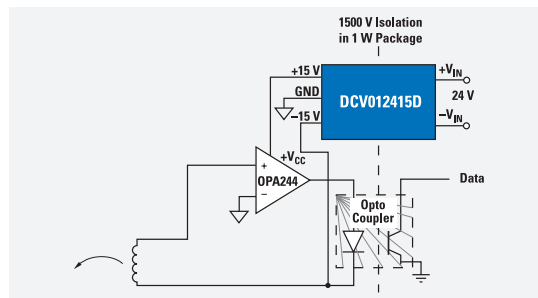 1500 V Isolation
in 1 W Package
+15 V
GND
–15 V
DCV012415D
+VIN
24 V
–VIN
+VCC
+
OPA244
–
Data
Opto
Coupler